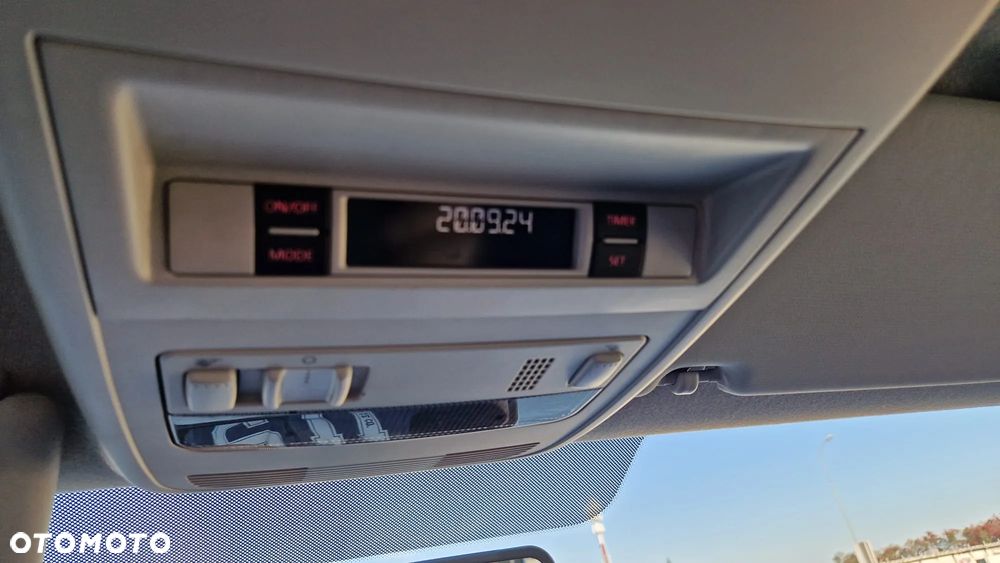 ON/OFF
MODE
20.09.24
TIMER
SET
OTOMOTO